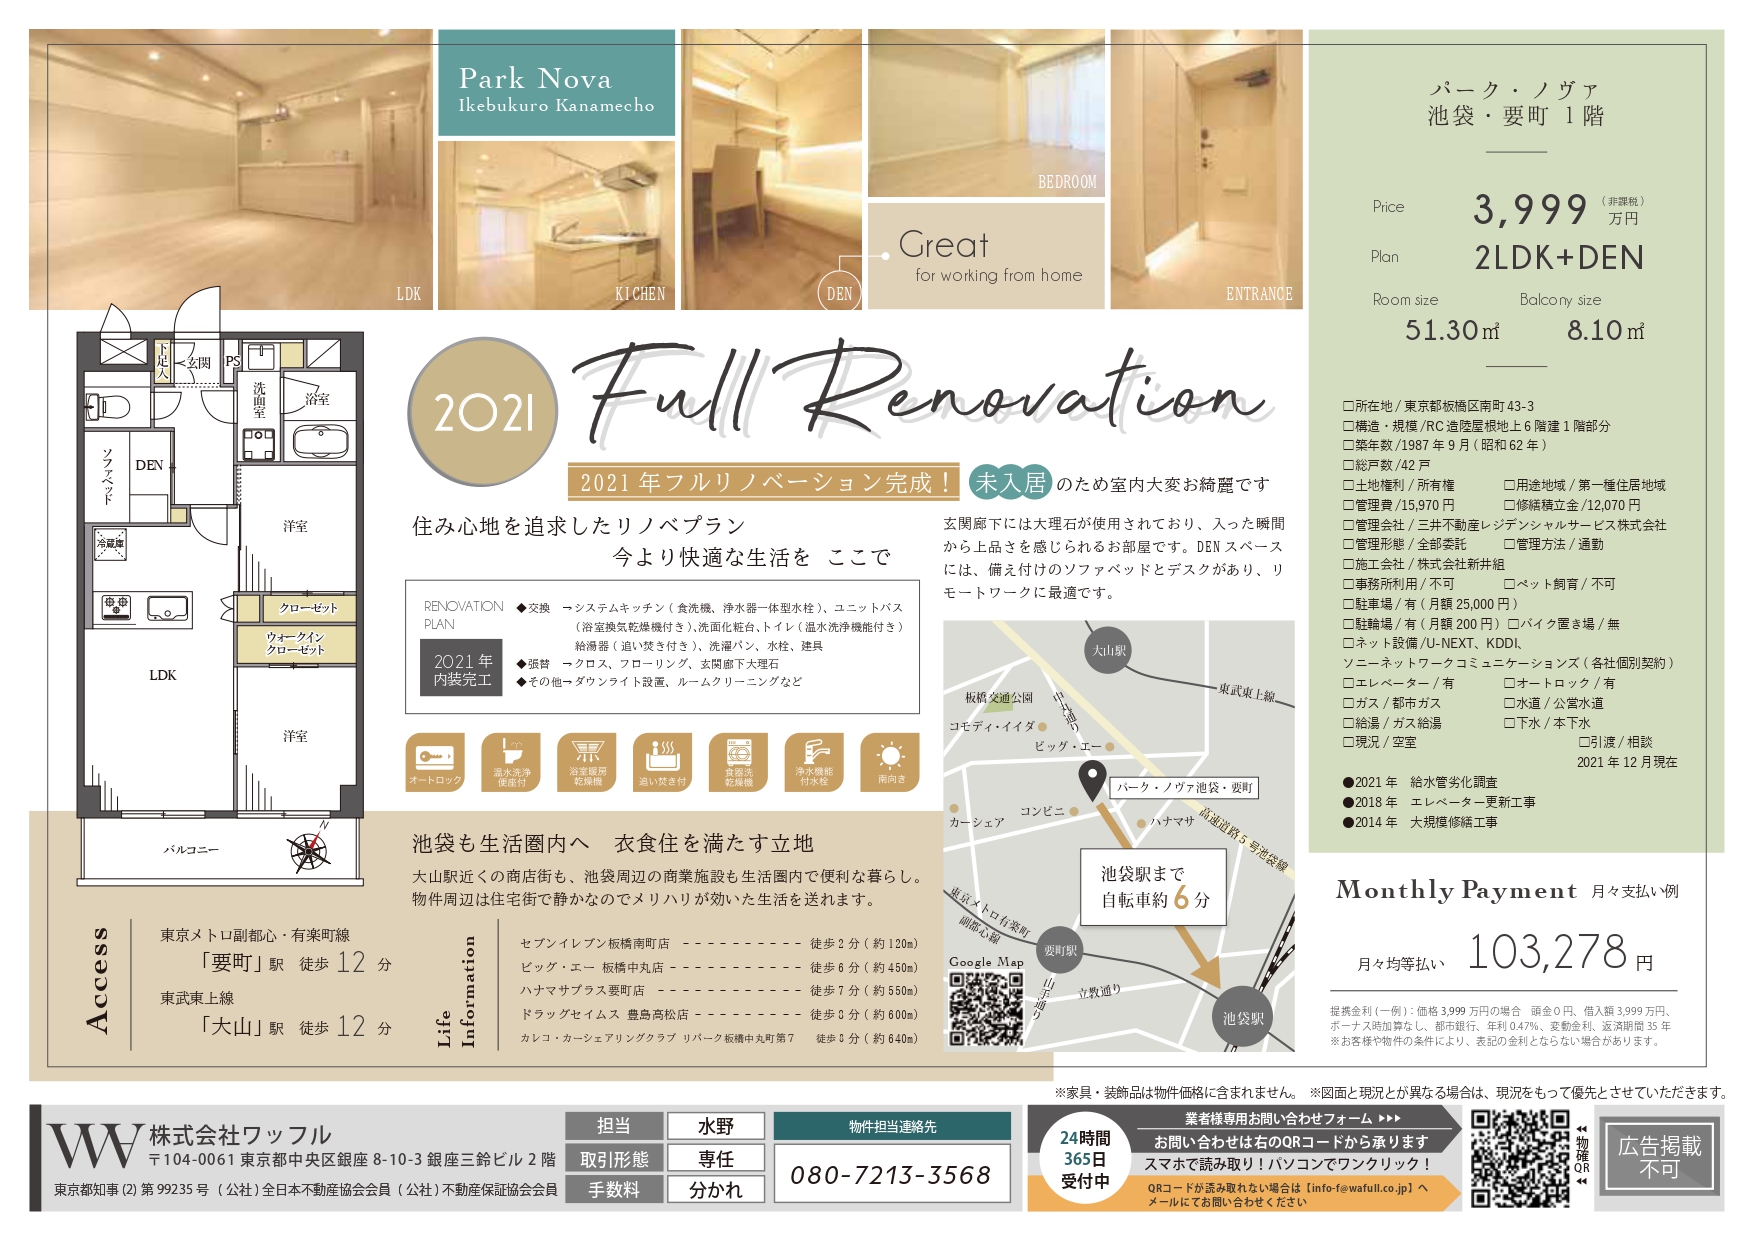 Park Nova
Ikebukuro Kanamecho
LDK
KICHEN
DEN
BEDROOM
Great
for working from home
ENTRANCE
パーク・ノヴァ
池袋・要町 1階
Price 3,999 (非課税) 万円
Plan 2LDK+DEN
Room size Balcony size
51.30㎡ 8.10㎡
□所在地 / 東京都板橋区南町43-3
□構造・規模 /RC造陸屋根地上6階建1階部分
□築年数 /1987年9月(昭和62年)
□総戸数 /42戸
□土地権利 / 所有権 □用途地域 / 第一種住居地域
□管理費 /15,970円 □修繕積立金 /12,070円
□管理会社 / 三井不動産レジデンシャルサービス株式会社
□管理形態 / 全部委託 □管理方法 / 通勤
□施工会社 / 株式会社新井組
□事務所利用 / 不可 □ペット飼育 / 不可
□駐車場 / 有(月額25,000円)
□駐輪場 / 有(月額200円) □バイク置き場 / 無
□ネット設備 /U-NEXT、KDDI、
ソニーネットワークコミュニケーションズ(各社個別契約)
□エレベーター / 有 □オートロック / 有
□ガス / 都市ガス □水道 / 公営水道
□給湯 / ガス給湯 □下水 / 本下水
□現況 / 空室 □引渡 / 相談
2021年12月現在
●2021年 給水管劣化調査
●2018年 エレベーター更新工事
●2014年 大規模修繕工事
下足入
玄関
PS
洗面室
浴室
ソファベッド
DEN
洋室
冷蔵庫
クローゼット
ウォークイン
クローゼット
LDK
洋室
バルコニー
N
2021
Full Renovation
2021年フルリノベーション完成！ 未入居のため室内大変お綺麗です
住み心地を追求したリノベプラン
今より快適な生活を ここで
RENOVATION
PLAN
2021年
内装完工
◆交換 →システムキッチン(食洗機、浄水器一体型水栓)、ユニットバス
(浴室換気乾燥機付き)、洗面化粧台、トイレ(温水洗浄機能付き)
給湯器(追い焚き付き)、洗濯パン、水栓、建具
◆張替 →クロス、フローリング、玄関廊下大理石
◆その他→ダウンライト設置、ルームクリーニングなど
オートロック
温水洗浄
便座付
浴室暖房
乾燥機
追い焚き付
食器洗
乾燥機
浄水機能
付水栓
南向き
玄関廊下には大理石が使用されており、入った瞬間
から上品さを感じられるお部屋です。DENスペース
には、備え付けのソファベッドとデスクがあり、リ
モートワークに最適です。
大山駅
東武東上線
板橋交通公園
中丸通り
コモディ・イイダ
ビッグ・エー
パーク・ノヴァ池袋・要町
コンビニ
カーシェア
ハナマサ
高速道路5号池袋線
池袋駅まで
自転車約6分
東京メトロ有楽町
副都心線
要町駅
Google Map
山手通り
立教通り
池袋駅
池袋も生活圏内へ 衣食住を満たす立地
大山駅近くの商店街も、池袋周辺の商業施設も生活圏内で便利な暮らし。
物件周辺は住宅街で静かなのでメリハリが効いた生活を送れます。
Access
東京メトロ副都心・有楽町線
「要町」駅 徒歩12分
東武東上線
「大山」駅 徒歩12分
Life
Information
セブンイレブン板橋南町店 ---------- 徒歩2分(約120m)
ビッグ・エー 板橋中丸店 ----------- 徒歩6分(約450m)
ハナマサプラス要町店 ------------ 徒歩7分(約550m)
ドラッグセイムス 豊島高松店 --------- 徒歩8分(約600m)
カレコ・カーシェアリングクラブ リパーク板橋中丸町第7 徒歩8分(約640m)
Monthly Payment 月々支払い例
月々均等払い 103,278円
提携金利(一例)：価格3,999万円の場合 頭金0円、借入額3,999万円、
ボーナス時加算なし、都市銀行、年利0.47%、変動金利、返済期間35年
※お客様や物件の条件により、表記の金利とならない場合があります。
※家具・装飾品は物件価格に含まれません。 ※図面と現況とが異なる場合は、現況をもって優先とさせていただきます。
株式会社ワッフル
〒104-0061 東京都中央区銀座8-10-3 銀座三鈴ビル2階
東京都知事(2)第99235号 (公社)全日本不動産協会会員 (公社)不動産保証協会会員
担当 水野
取引形態 専任
手数料 分かれ
物件担当連絡先
080-7213-3568
24時間
365日
受付中
業者様専用お問い合わせフォーム ▶▶▶
お問い合わせは右のQRコードから承ります
スマホで読み取り！パソコンでワンクリック！
QRコードが読み取れない場合は【info-f@wafull.co.jp】へ
メールにてお問い合わせください
物確QR
広告掲載
不可